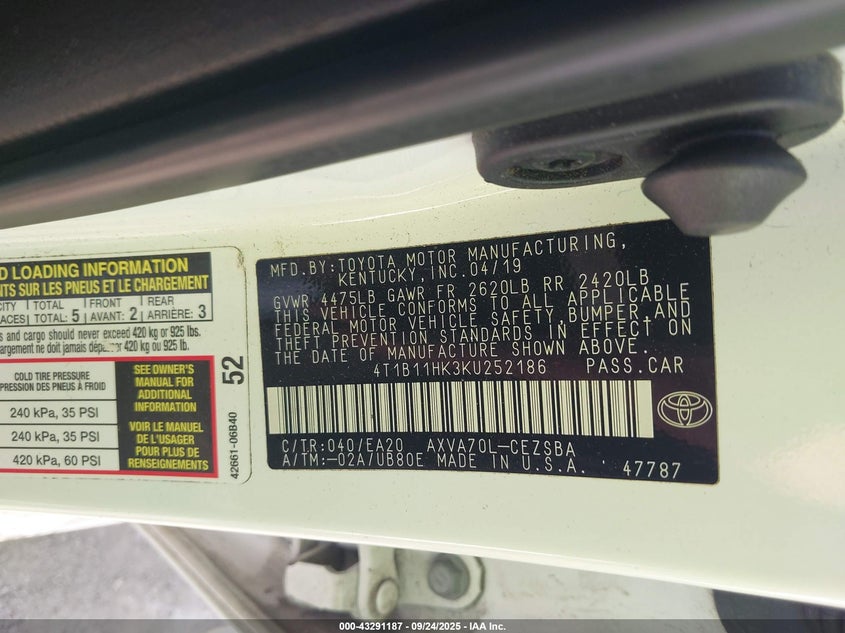 D LOADING INFORMATION
NTS SUR LES PNEUS ET LE CHARGEMENT
CITY TOTAL FRONT REAR
ACES TOTAL: 5 AVANT: 2 ARRIÈRE: 3
s and cargo should never exceed 420 kg or 925 lbs.
argement ne doit jamais 420 kg ou 925 lb.
COLD TIRE PRESSURE
PRESSION DES PNEUS À FROID
240 kPa, 35 PSI
240 kPa, 35 PSI
420 kPa, 60 PSI
SEE OWNER'S
MANUAL FOR
ADDITIONAL
INFORMATION
VOIR LE MANUEL
DE L'USAGER
POUR PLUS DE
RENSEIGNEMENTS
52
42661-06B40
MFD. BY: TOYOTA MOTOR MANUFACTURING,
KENTUCKY, INC. 04/19
GVWR 4475LB GAWR FR 2620LB RR 2420LB
THIS VEHICLE CONFORMS TO ALL APPLICABLE
FEDERAL MOTOR VEHICLE SAFETY, BUMPER, AND
THEFT PREVENTION STANDARDS IN EFFECT ON
THE DATE OF MANUFACTURE SHOWN ABOVE.
4T1B11HK3KU252186 PASS. CAR
C/TR: 040/EA20 AXVA70L-CEZSBA
A/TM: -02A/UB80E MADE IN U.S.A.
47787
000-43291187 - 09/24/2025 - IAA Inc.